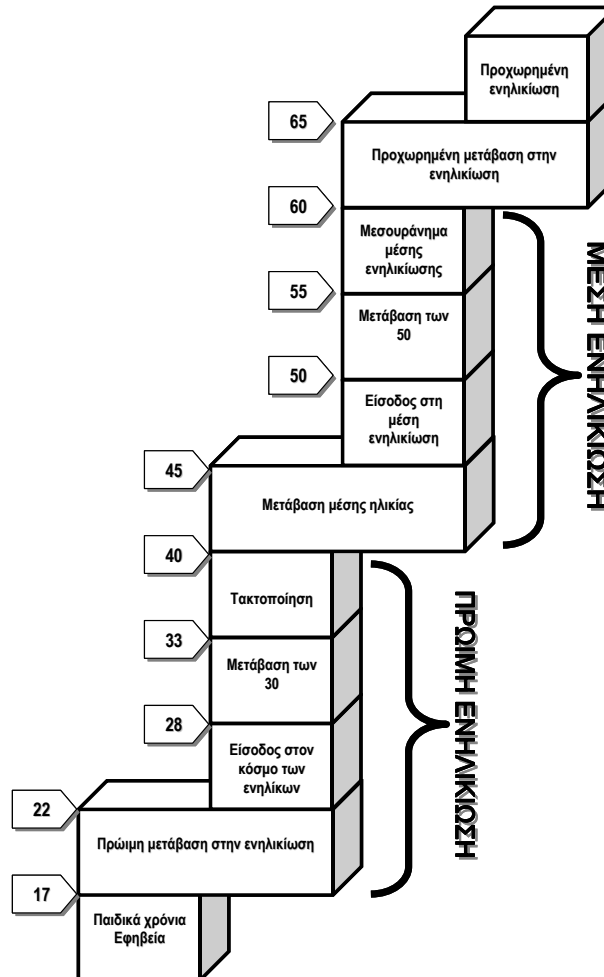 Προχωρημένη
ενηλικίωση
65
Προχωρημένη μετάβαση στην
ενηλικίωση
60
Μεσουράνημα
μέσης
ενηλικίωσης
55
Μετάβαση των
50
50
Είσοδος στη
μέση
ενηλικίωση
ΜΕΣΗ ΕΝΗΛΙΚΙΩΣΗ
45
Μετάβαση μέσης ηλικίας
40
Τακτοποίηση
33
Μετάβαση των
30
28
Είσοδος στον
κόσμο των
ενηλίκων
ΠΡΩΙΜΗ ΕΝΗΛΙΚΙΩΣΗ
22
Πρώιμη μετάβαση στην ενηλικίωση
17
Παιδικά χρόνια
Εφηβεία